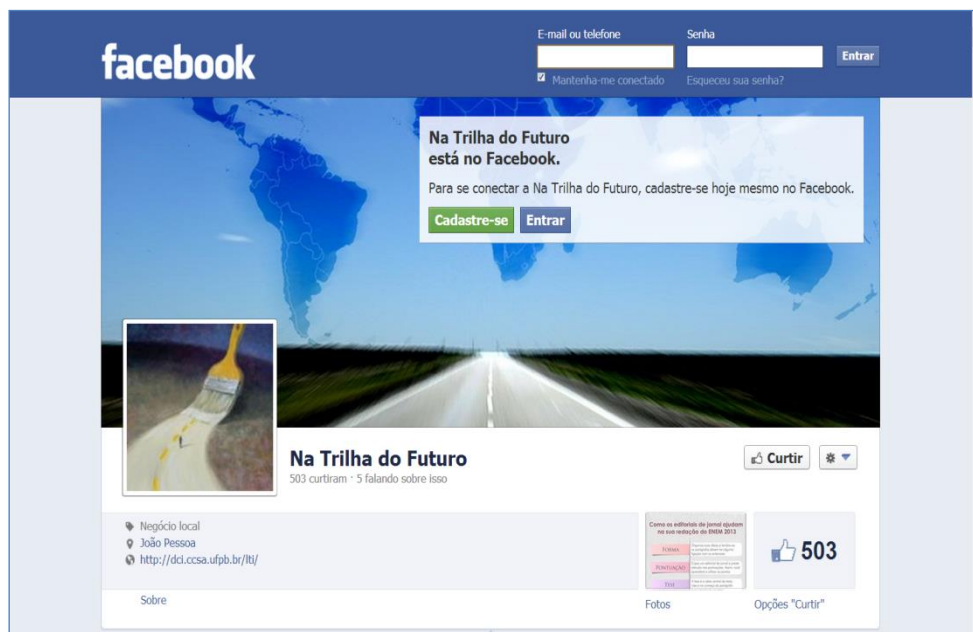 facebook
E-mail ou telefone
Senha
Entrar
Mantenha-me conectado
Esqueceu sua senha?
Na Trilha do Futuro
está no Facebook.
Para se conectar a Na Trilha do Futuro, cadastre-se hoje mesmo no Facebook.
Cadastre-se
Entrar
Na Trilha do Futuro
503 curtiram · 5 falando sobre isso
Curtir
Negócio local
João Pessoa
http://dci.ccsa.ufpb.br/lti/
Sobre
Como os editoriais de jornal ajudam
na sua redação do ENEM 2013
PONTUAÇÃO
Fotos
503
Opções "Curtir"